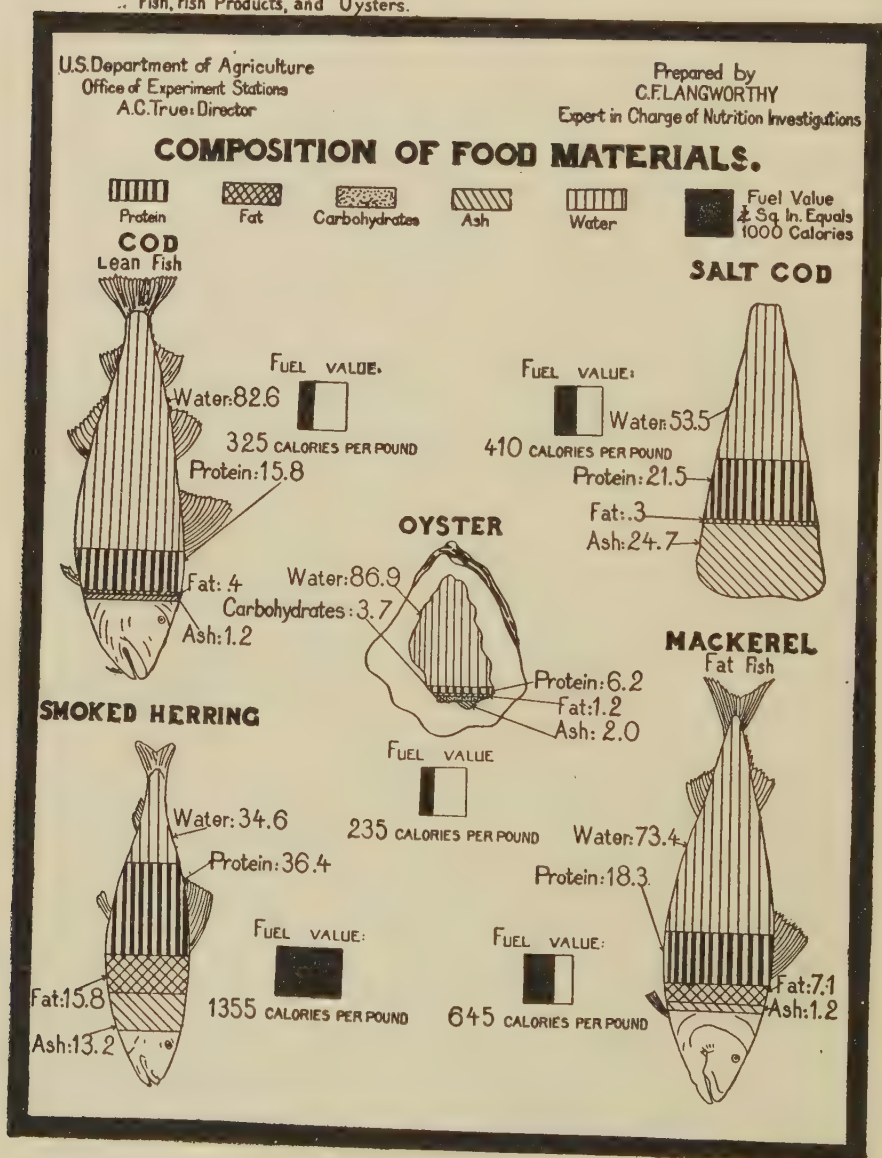 Fish, Fish Products, and Oysters.
U.S. Department of Agriculture
Office of Experiment Stations
A.C. True: Director
Prepared by
C.F. LANGWORTHY
Expert in Charge of Nutrition Investigations
COMPOSITION OF FOOD MATERIALS.
Protein
Fat
Carbohydrates
Ash
Water
Fuel Value
Sq. In. Equals
1000 Calories
COD
Lean Fish
Water: 82.6
FUEL VALUE.
325 CALORIES PER POUND
Protein: 15.8
Fat: .4
Ash: 1.2
SALT COD
FUEL VALUE:
410 CALORIES PER POUND
Water: 53.5
Protein: 21.5
Fat: .3
Ash: 24.7
OYSTER
Water: 86.9
Carbohydrates: 3.7
Protein: 6.2
Fat: 1.2
Ash: 2.0
FUEL VALUE
235 CALORIES PER POUND
SMOKED HERRING
Water: 34.6
Protein: 36.4
Fat: 15.8
Ash: 13.2
FUEL VALUE:
1355 CALORIES PER POUND
MACKEREL
Fat Fish
Water: 73.4
Protein: 18.3
Fat: 7.1
Ash: 1.2
FUEL VALUE:
645 CALORIES PER POUND